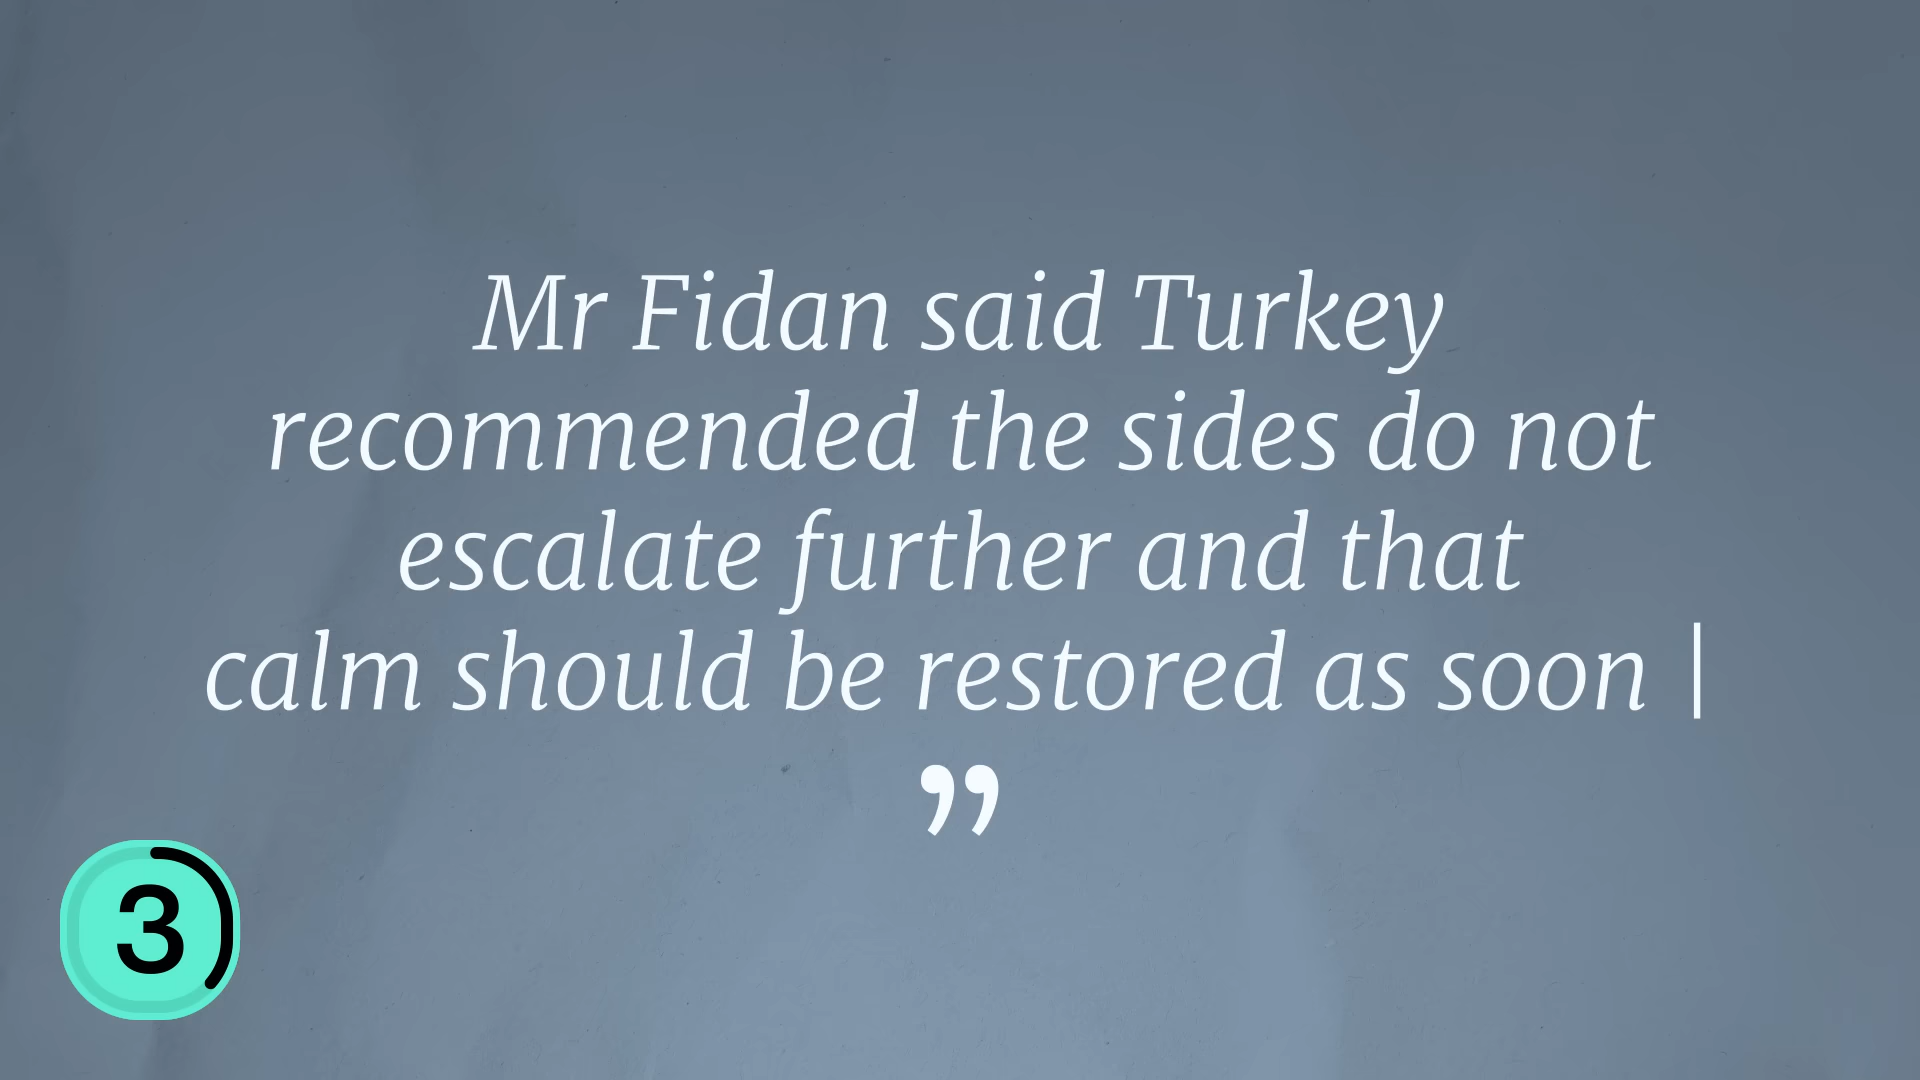 Mr Fidan said Turkey
recommended the sides do not
escalate further and that
calm should be restored as soon |
”
3